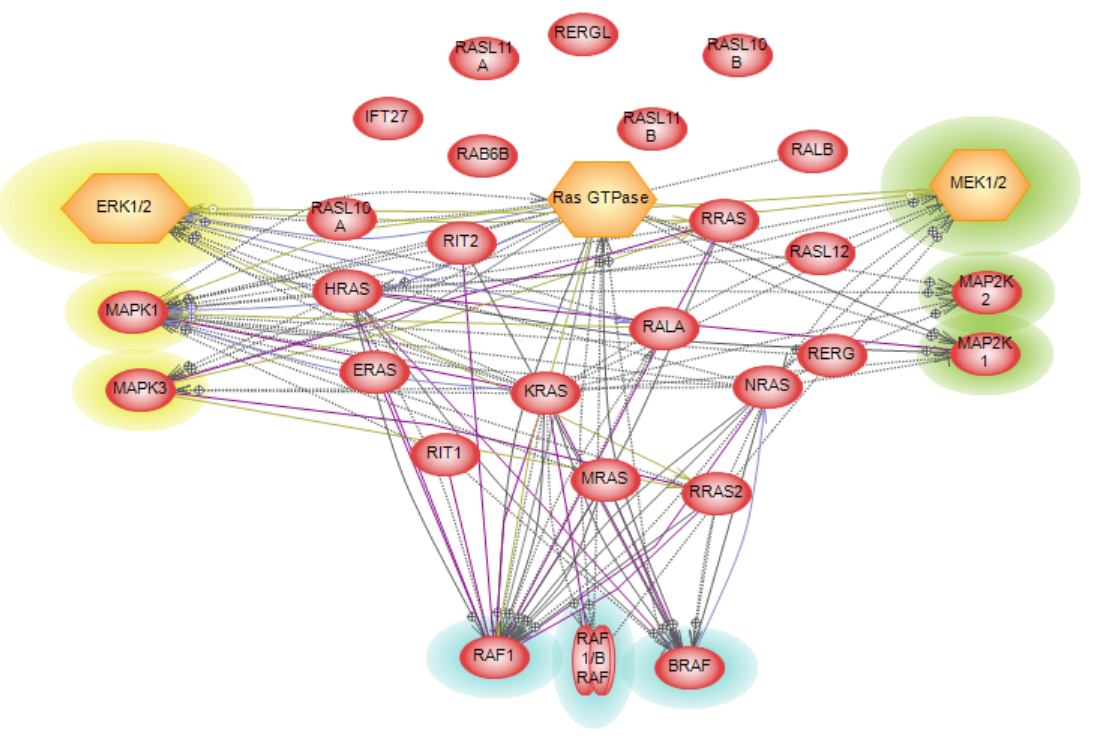 RERGL
RASL11
A
RASL10
B
IFT27
RASL11
B
RAB6B
RALB
MEK1/2
ERK1/2
Ras GTPase
RASL10
A
RRAS
RIT2
RASL12
HRAS
MAP2K
2
MAPK1
RALA
RERG
MAP2K
1
ERAS
MAPK3
KRAS
NRAS
RIT1
MRAS
RRAS2
RAF1
RAF
1/B
RAF
BRAF